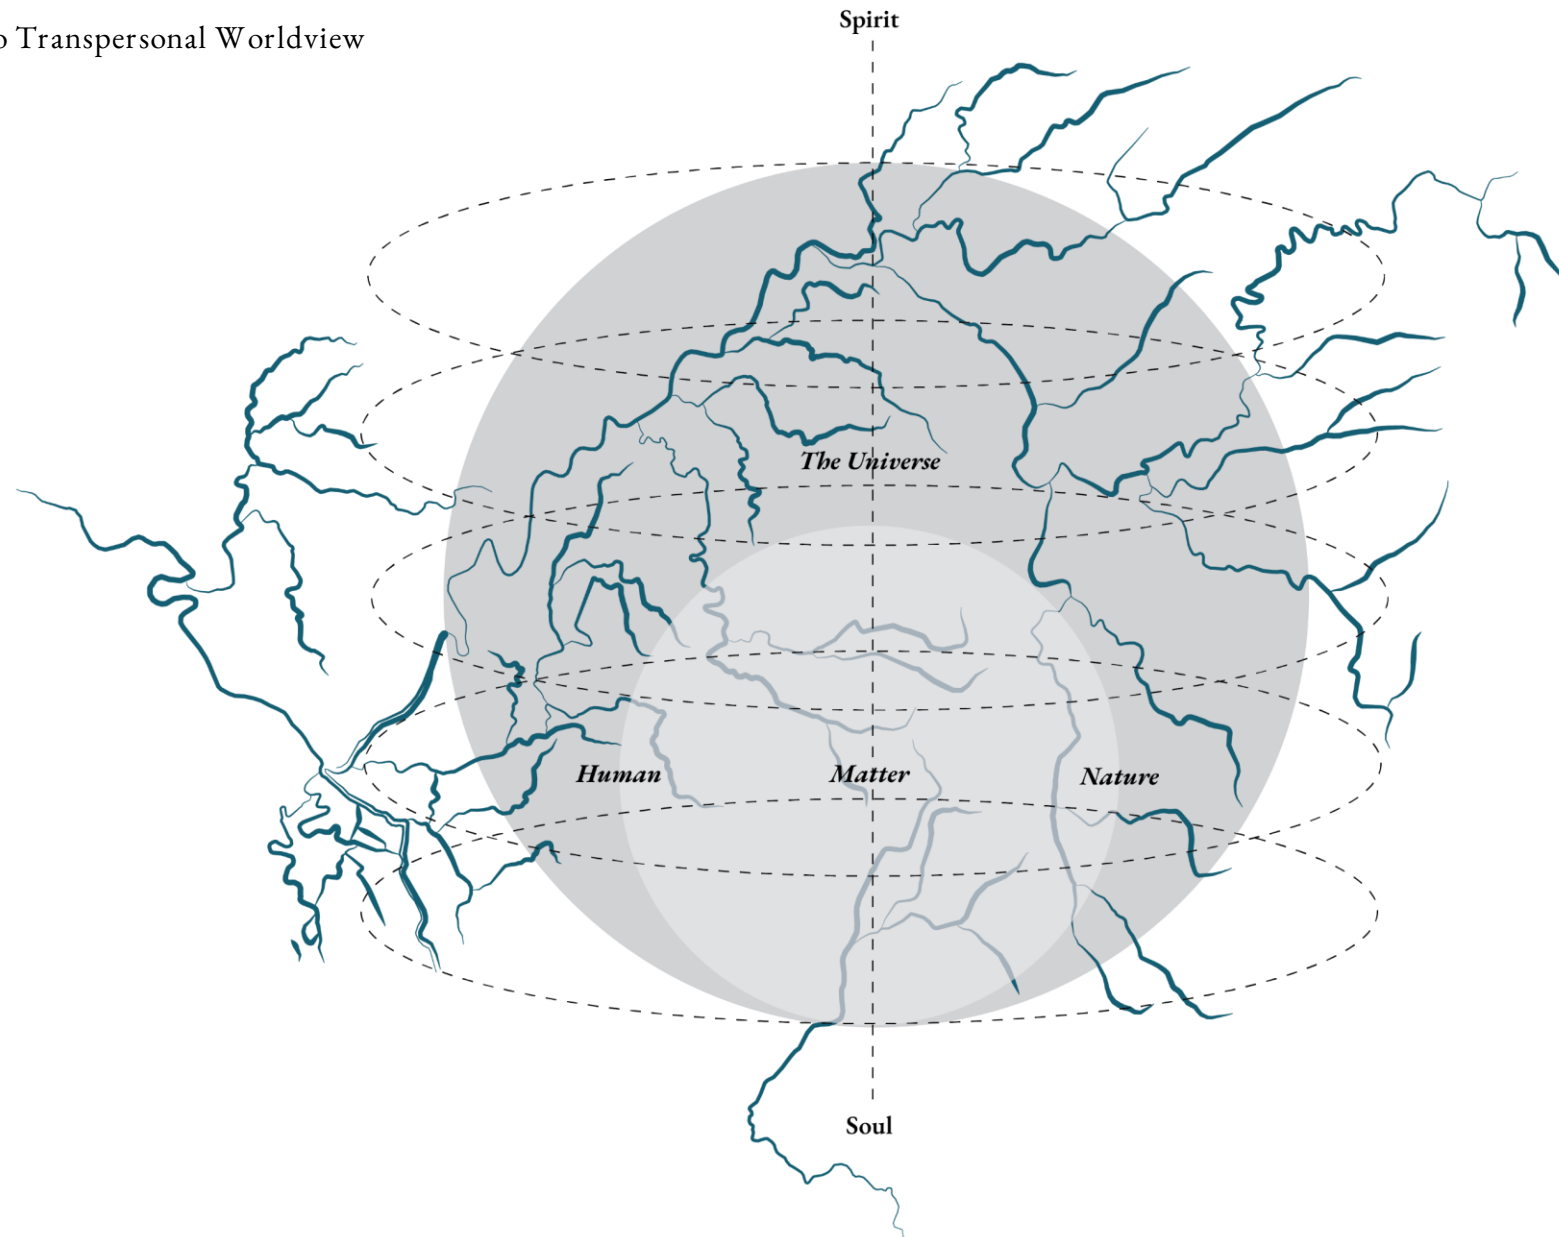 Spirit
o Transpersonal Worldview
The Universe
Human
Matter
Nature
Soul